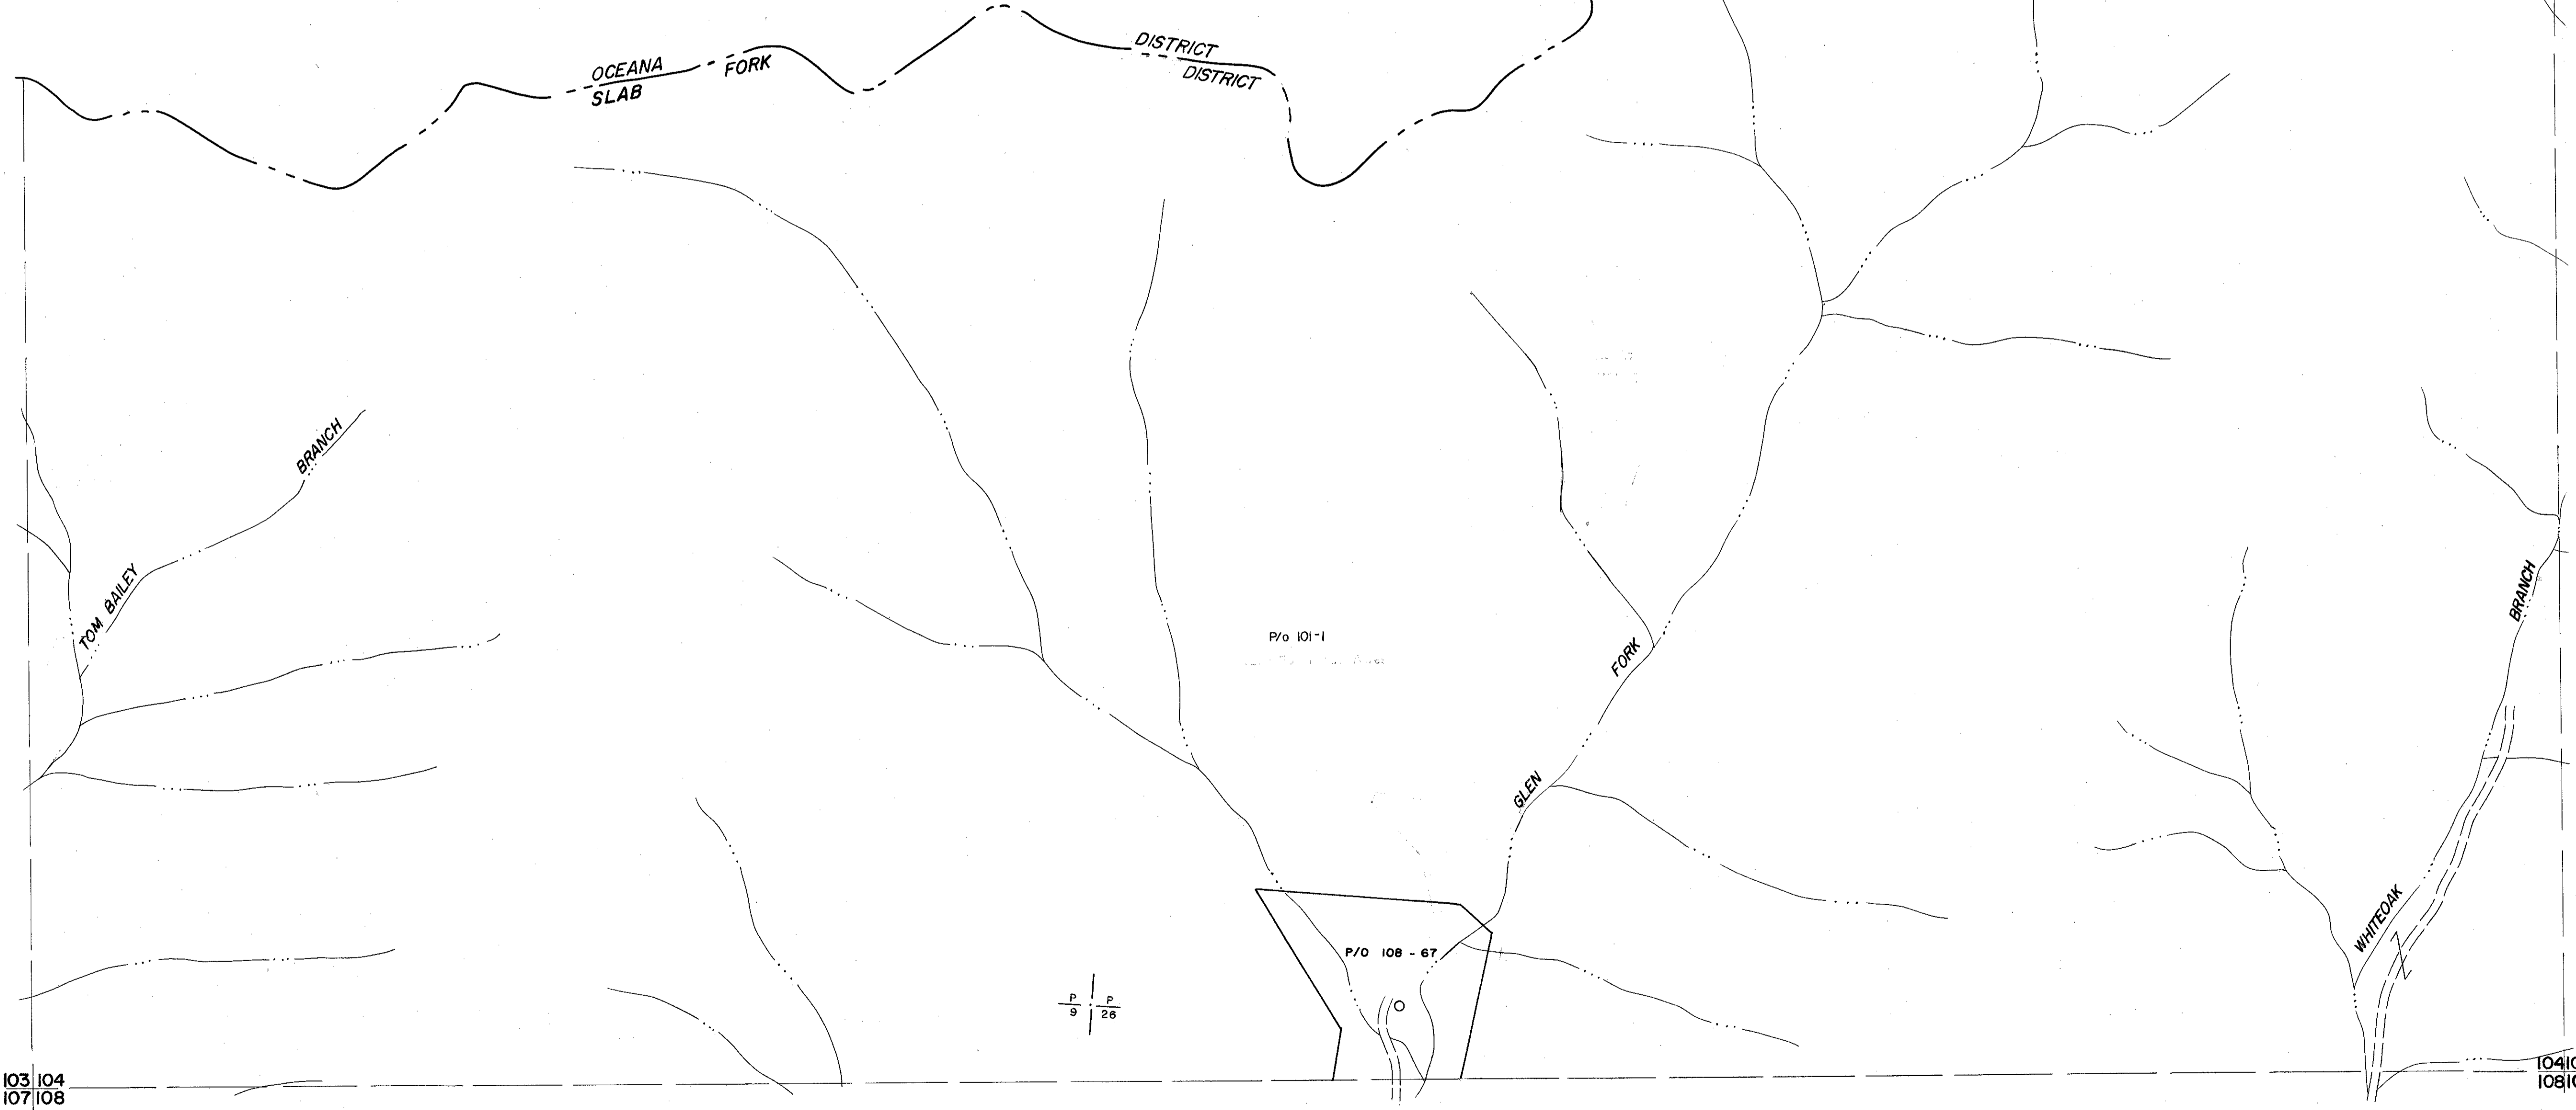 DISTRICT
DISTRICT
OCEANA
FORK
SLAB
BRANCH
TOM BAILEY
BRANCH
P/o 101-1
FORK
GLEN
WHITEOAK
P/O 108 - 67
P P
9 26
103 104
107 108
104
108